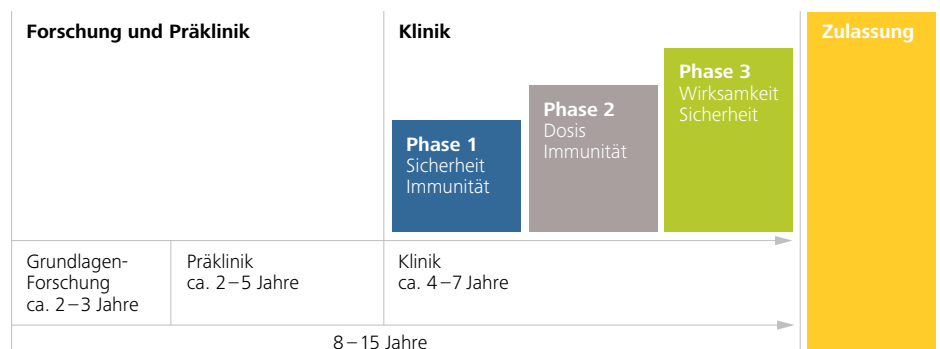 Forschung und Präklinik
Klinik
Zulassung
Phase 1
Sicherheit
Immunität
Phase 2
Dosis
Immunität
Phase 3
Wirksamkeit
Sicherheit
Grundlagen-
Forschung
ca. 2–3 Jahre
Präklinik
ca. 2–5 Jahre
Klinik
ca. 4–7 Jahre
8–15 Jahre